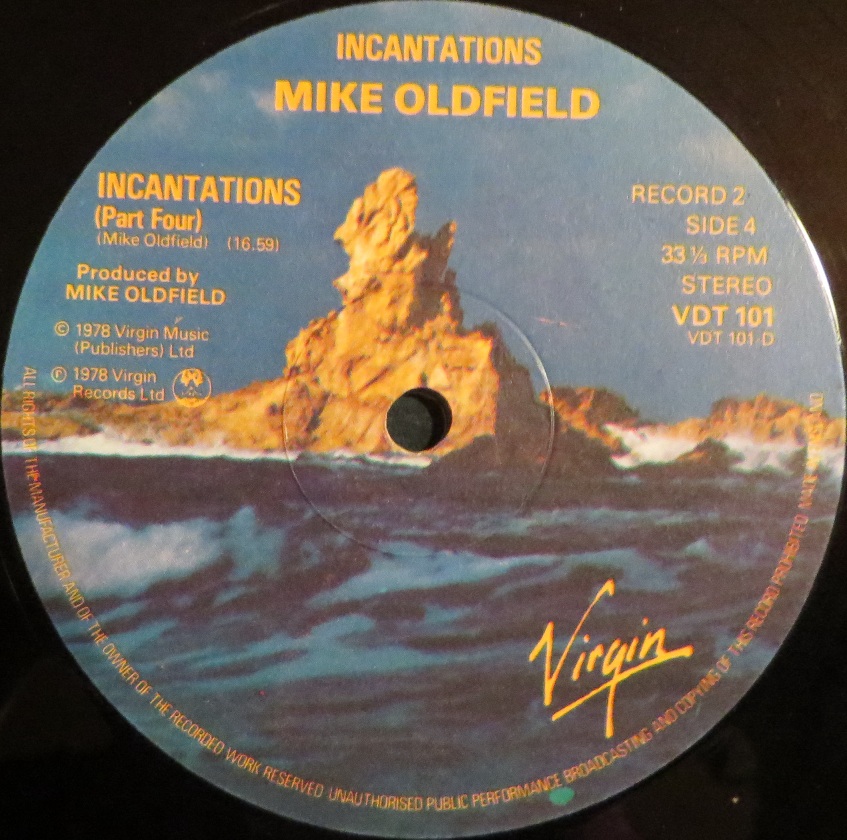 INCANTATIONS
MIKE OLDFIELD
INCANTATIONS
(Part Four)
(Mike Oldfield) (16.59)
Produced by
MIKE OLDFIELD
© 1978 Virgin Music
(Publishers) Ltd
℗ 1978 Virgin
Records Ltd
RECORD 2
SIDE 4
33 ⅓ RPM
STEREO
VDT 101
VDT 101 D
Virgin
ALL RIGHTS OF THE MANUFACTURER AND OF THE OWNER OF THE RECORDED WORK RESERVED UNAUTHORISED PUBLIC PERFORMANCE BROADCASTING AND COPYING OF THIS RECORD PROHIBITED MADE